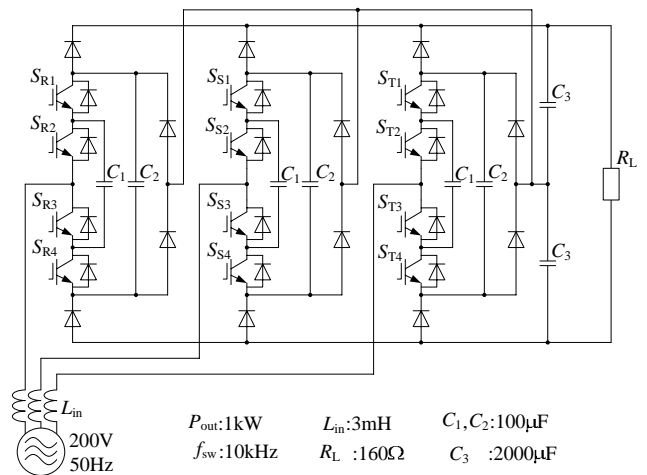 S_R1
S_R2
S_R3
S_R4
C_1
C_2
S_S1
S_S2
S_S3
S_S4
C_1
C_2
S_T1
S_T2
S_T3
S_T4
C_1
C_2
C_3
C_3
R_L
L_in
200V
50Hz
P_out:1kW L_in:3mH C_1,C_2:100μF
f_sw:10kHz R_L :160Ω C_3 :2000μF